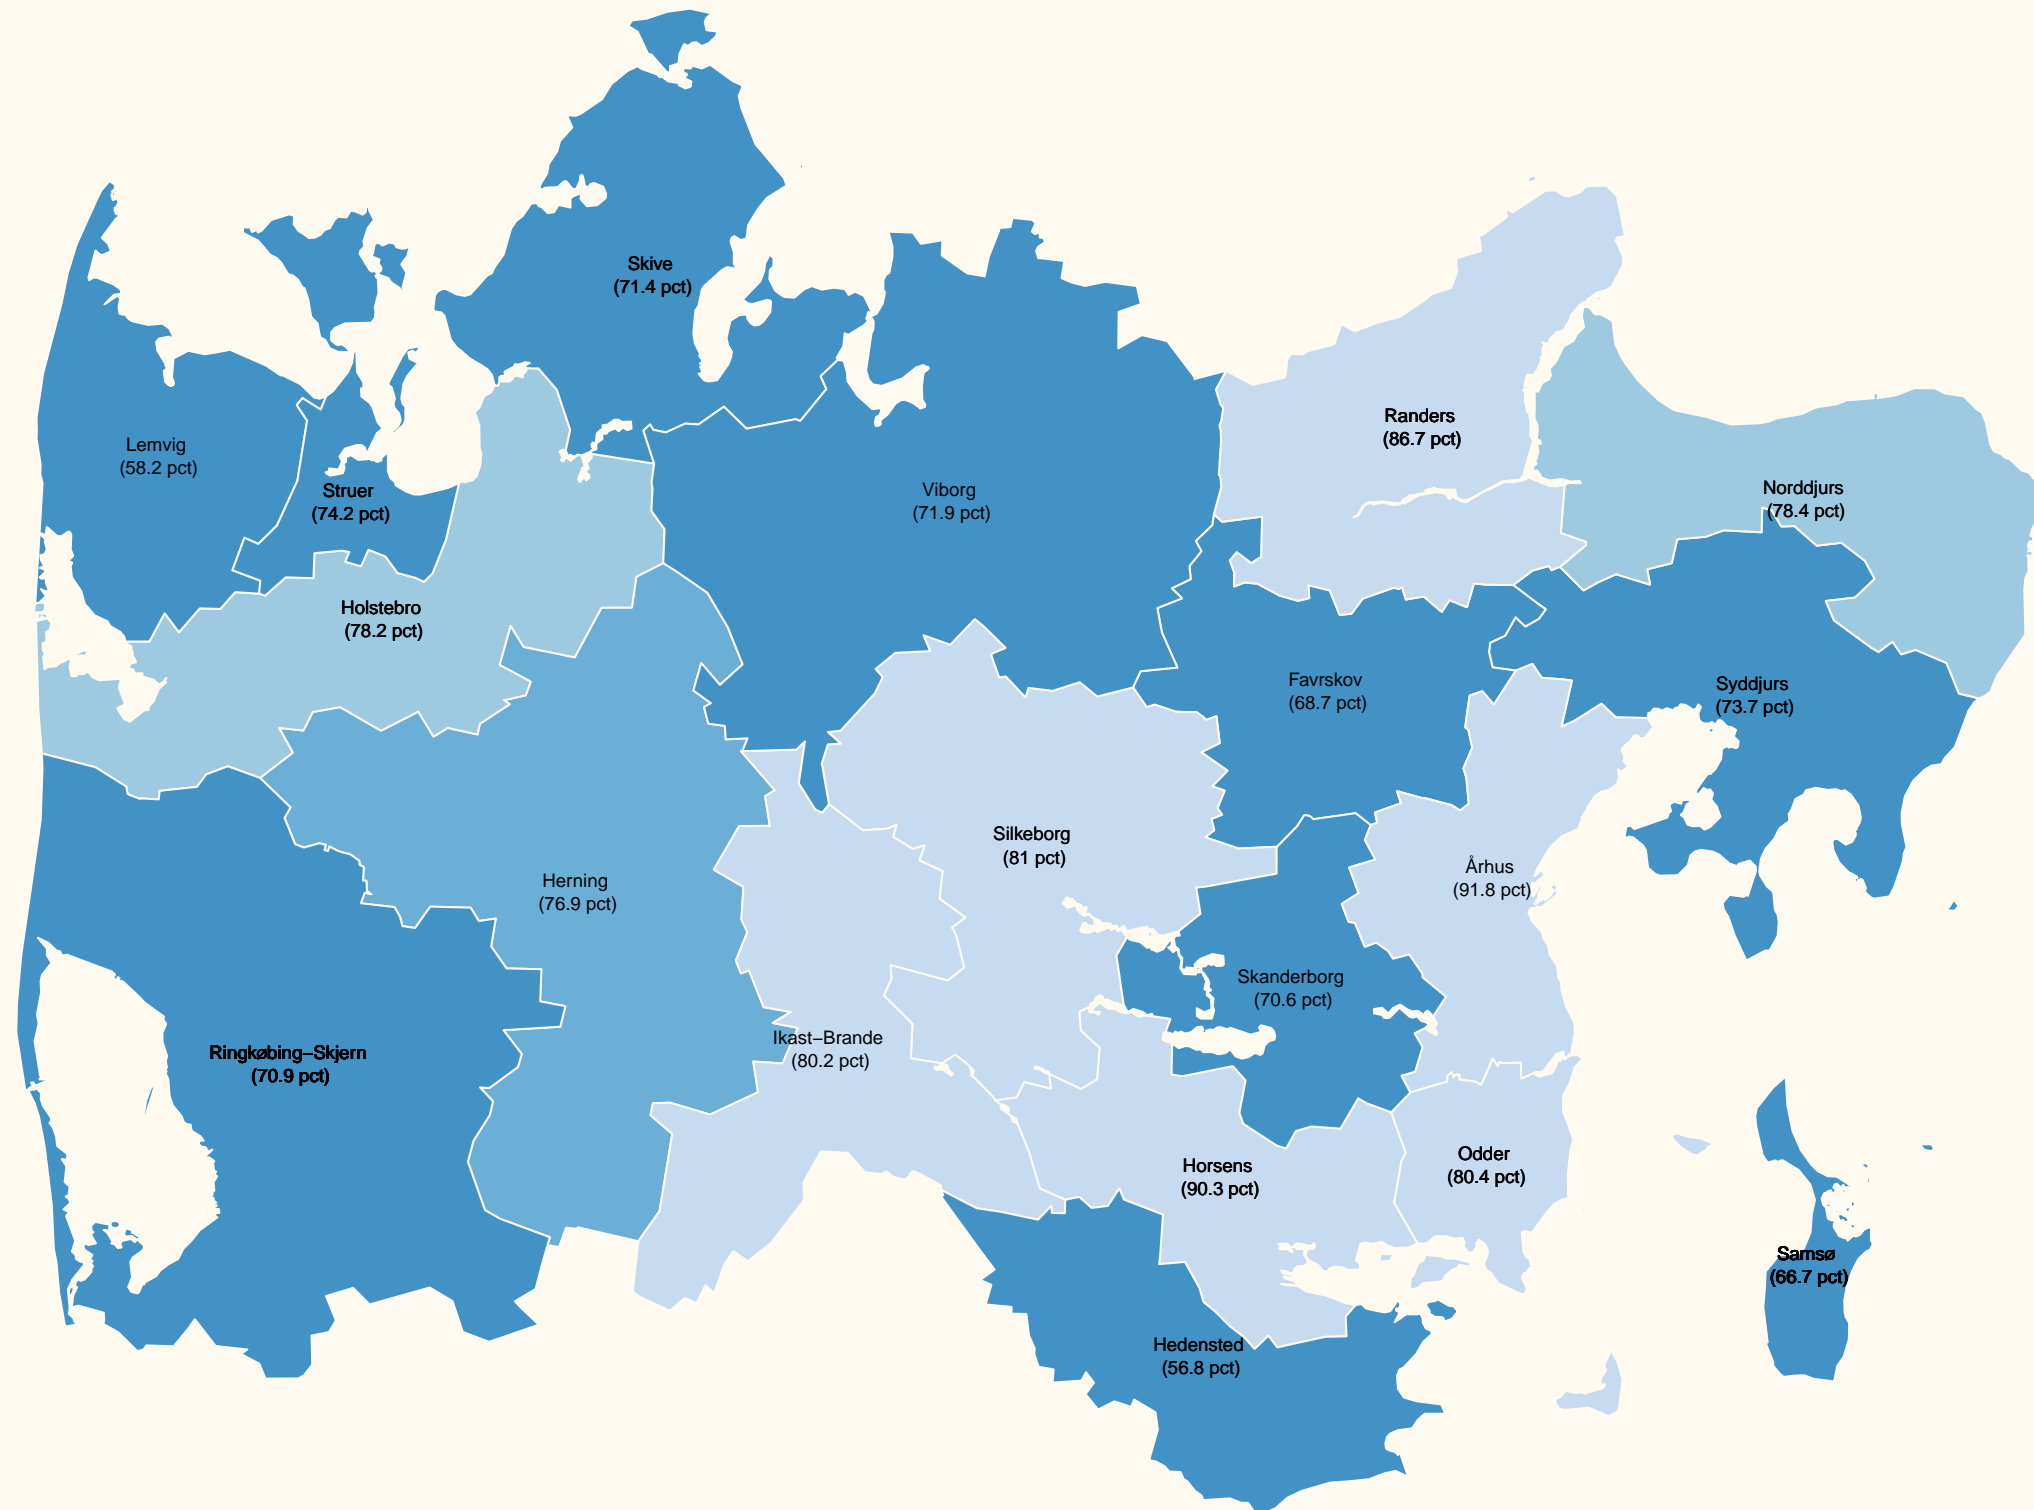 Skive
(71.4 pct)
Randers
(86.7 pct)
Lemvig
(58.2 pct)
Struer
(74.2 pct)
Viborg
(71.9 pct)
Norddjurs
(78.4 pct)
Holstebro
(78.2 pct)
Favrskov
(68.7 pct)
Syddjurs
(73.7 pct)
Silkeborg
(81 pct)
Århus
(91.8 pct)
Herning
(76.9 pct)
Skanderborg
(70.6 pct)
Ikast–Brande
(80.2 pct)
Ringkøbing–Skjern
(70.9 pct)
Horsens
(90.3 pct)
Odder
(80.4 pct)
Samsø
(66.7 pct)
Hedensted
(56.8 pct)